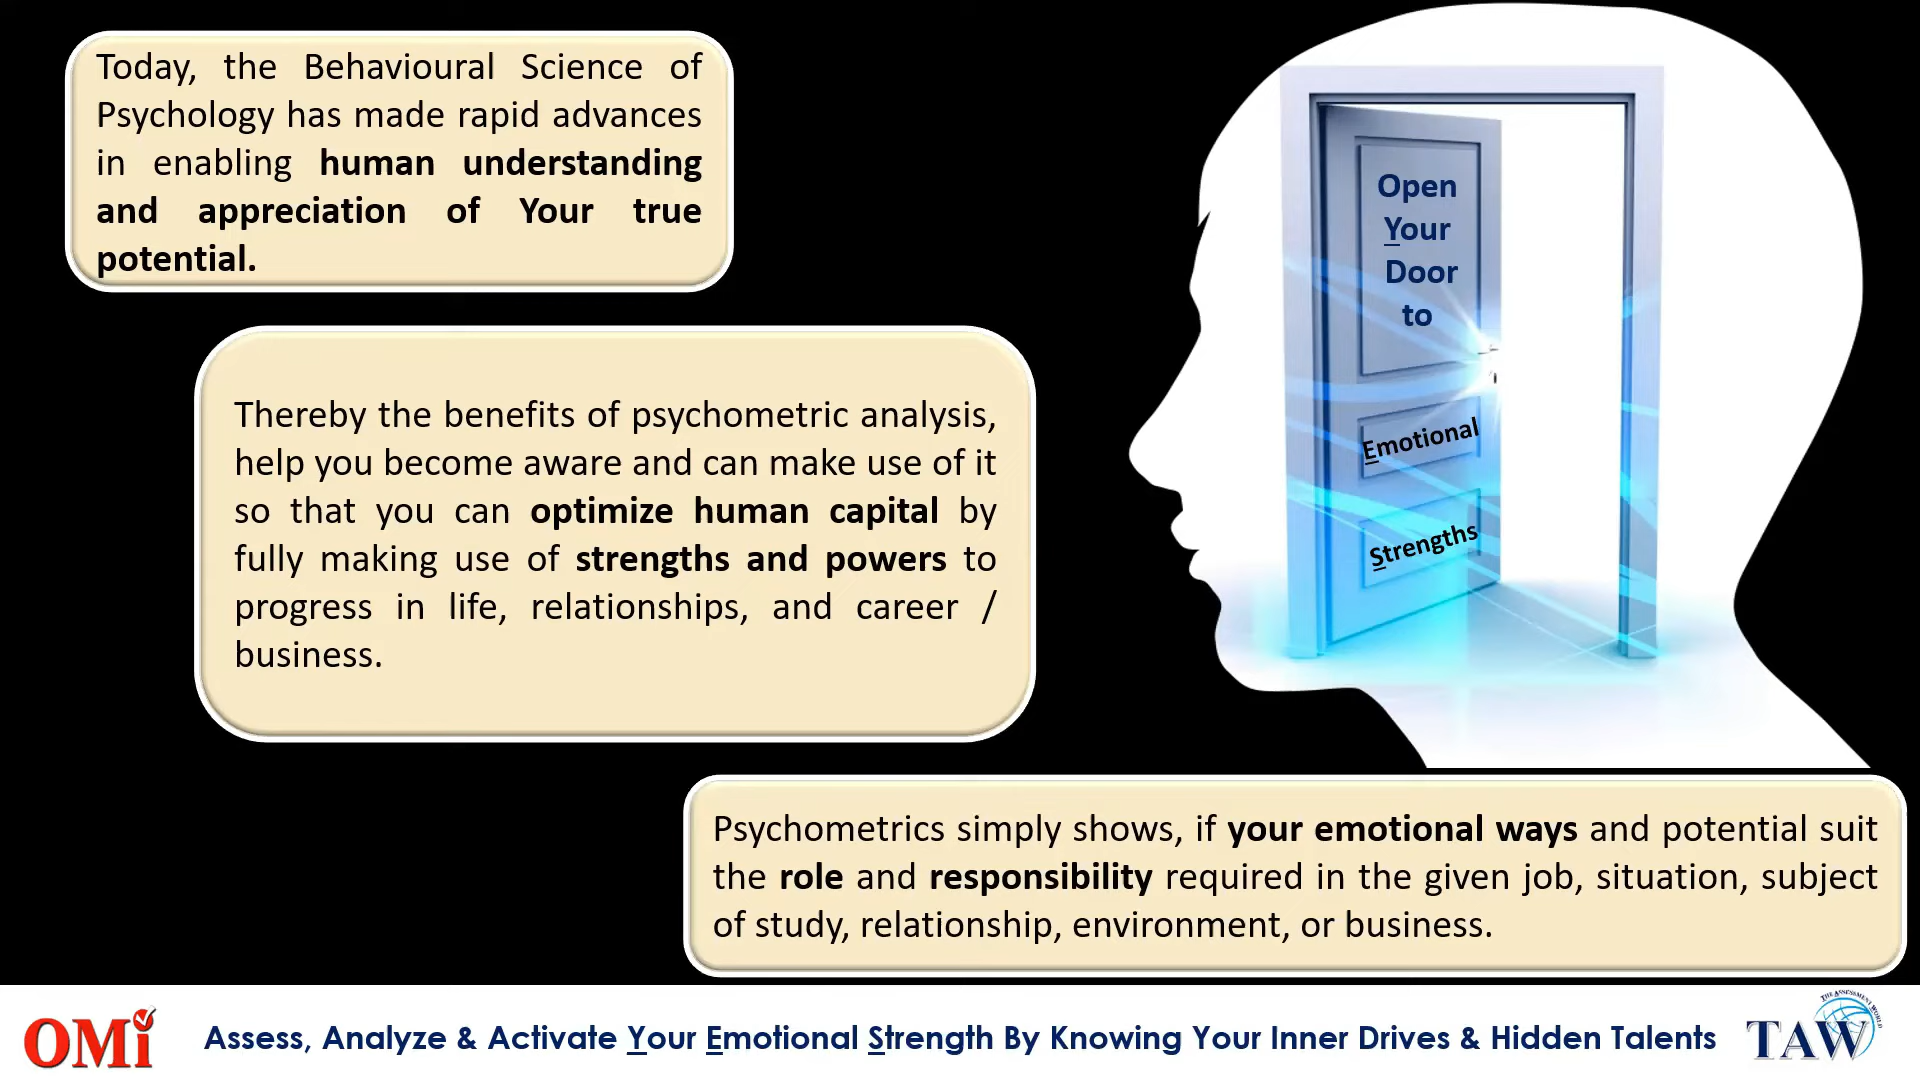 Today, the Behavioural Science of
Psychology has made rapid advances
in enabling human understanding
and appreciation of Your true
potential.
Thereby the benefits of psychometric analysis,
help you become aware and can make use of it
so that you can optimize human capital by
fully making use of strengths and powers to
progress in life, relationships, and career /
business.
Open
Your
Door
to
Emotional
Strengths
Psychometrics simply shows, if your emotional ways and potential suit
the role and responsibility required in the given job, situation, subject
of study, relationship, environment, or business.
OMi
Assess, Analyze & Activate Your Emotional Strength By Knowing Your Inner Drives & Hidden Talents
THE ASSESSMENT WORLD
TAW